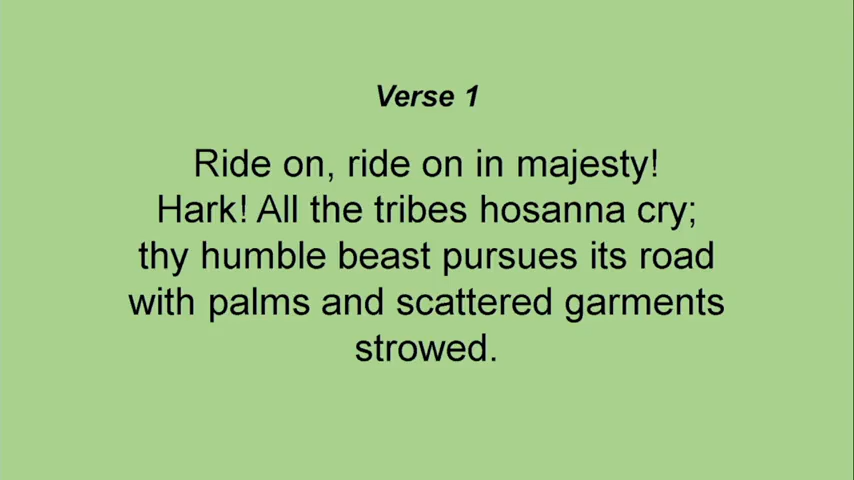 Verse 1
Ride on, ride on in majesty!
Hark! All the tribes hosanna cry;
thy humble beast pursues its road
with palms and scattered garments
strowed.